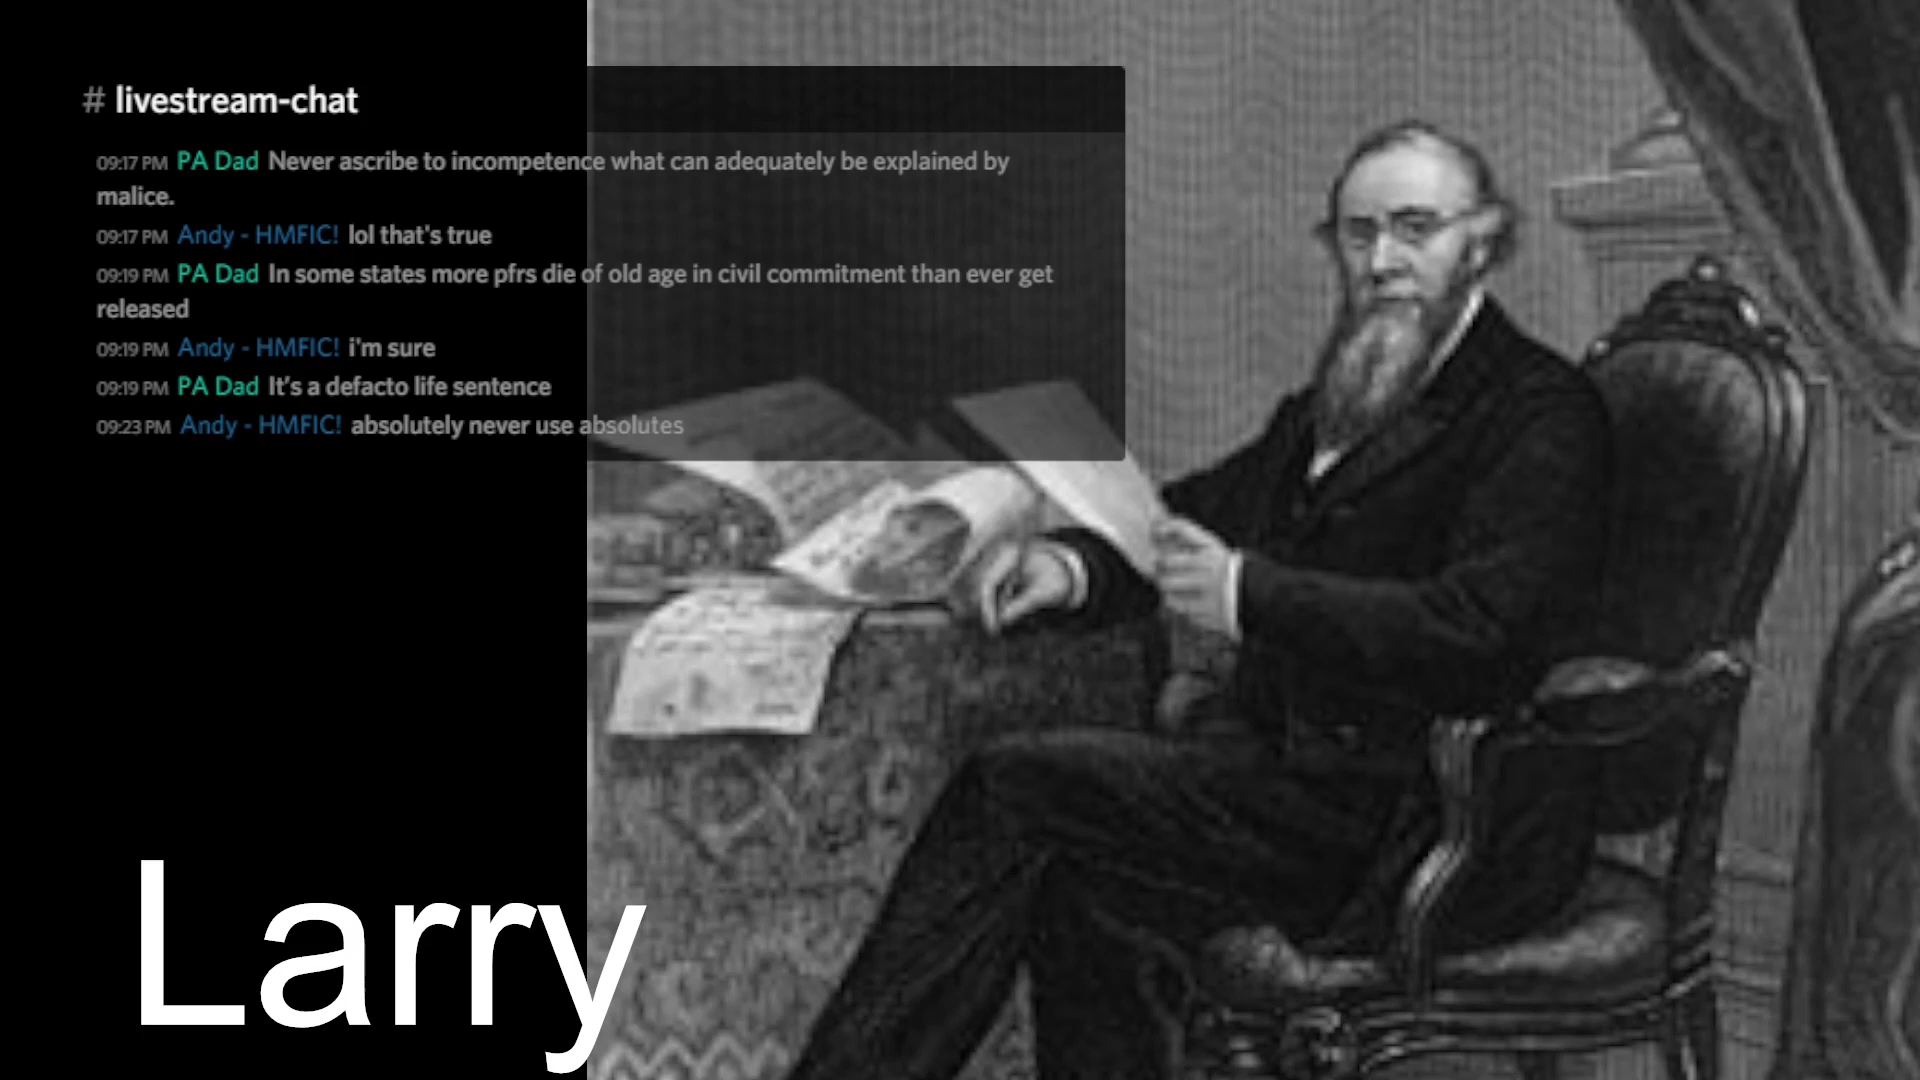 # livestream-chat
09:17 PM PA Dad Never ascribe to incompetence what can adequately be explained by
malice.
09:17 PM Andy - HMFIC! lol that's true
09:19 PM PA Dad In some states more pfrs die of old age in civil commitment than ever get
released
09:19 PM Andy - HMFIC! i'm sure
09:19 PM PA Dad It's a defacto life sentence
09:23 PM Andy - HMFIC! absolutely never use absolutes
Larry